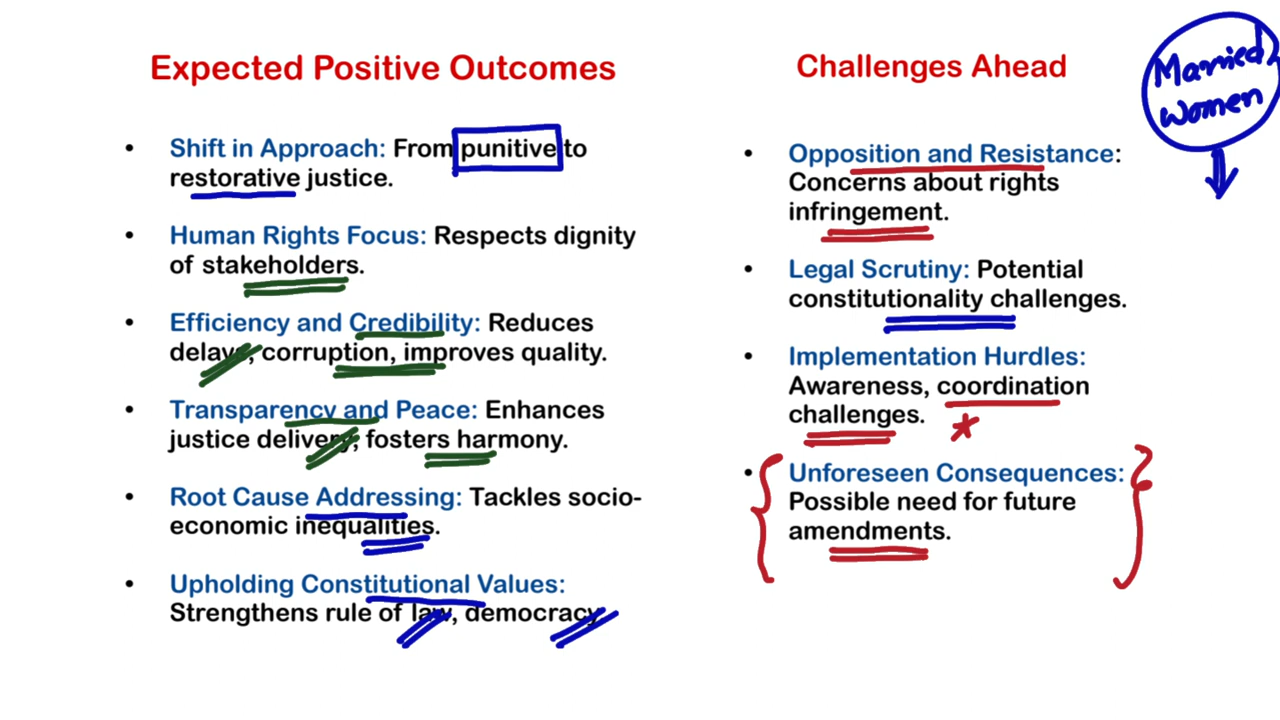 Expected Positive Outcomes
• Shift in Approach: From punitive to
restorative justice.
• Human Rights Focus: Respects dignity
of stakeholders.
• Efficiency and Credibility: Reduces
delays, corruption, improves quality.
• Transparency and Peace: Enhances
justice delivery, fosters harmony.
• Root Cause Addressing: Tackles socio-
economic inequalities.
• Upholding Constitutional Values:
Strengthens rule of law, democracy
Challenges Ahead
• Opposition and Resistance:
Concerns about rights
infringement.
• Legal Scrutiny: Potential
constitutionality challenges.
• Implementation Hurdles:
Awareness, coordination
challenges.
• Unforeseen Consequences:
Possible need for future
amendments.
Married
Women